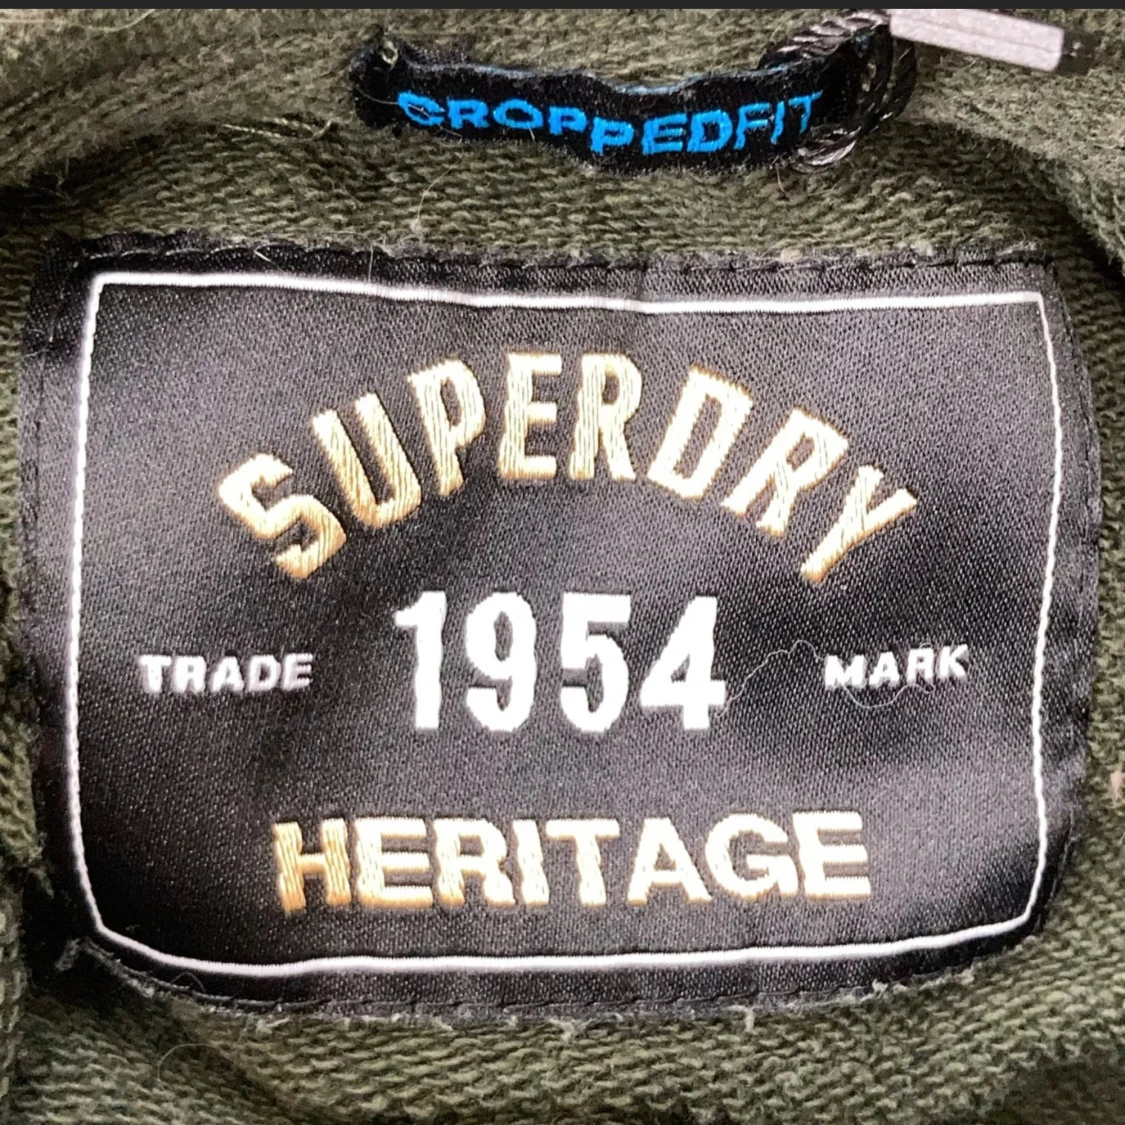 CROPPEDFIT
SUPERDRY
TRADE 1954 MARK
HERITAGE